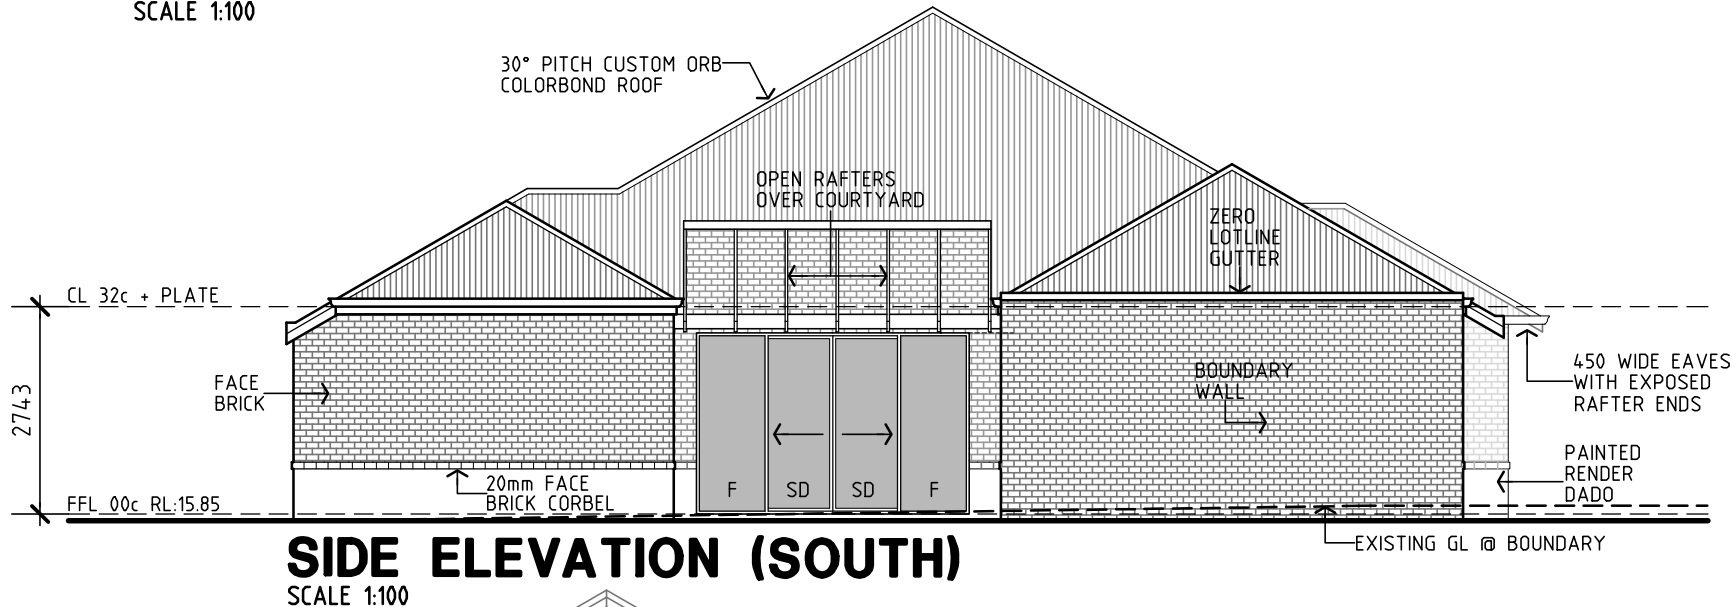 SCALE 1:100
30° PITCH CUSTOM ORB
COLORBOND ROOF
OPEN RAFTERS
OVER COURTYARD
ZERO
LOTLINE
GUTTER
CL 32c + PLATE
2743
FACE
BRICK
BOUNDARY
WALL
450 WIDE EAVES
WITH EXPOSED
RAFTER ENDS
PAINTED
RENDER
DADO
20mm FACE
BRICK CORBEL
F SD SD F
FFL 00c RL:15.85
EXISTING GL @ BOUNDARY
SIDE ELEVATION (SOUTH)
SCALE 1:100